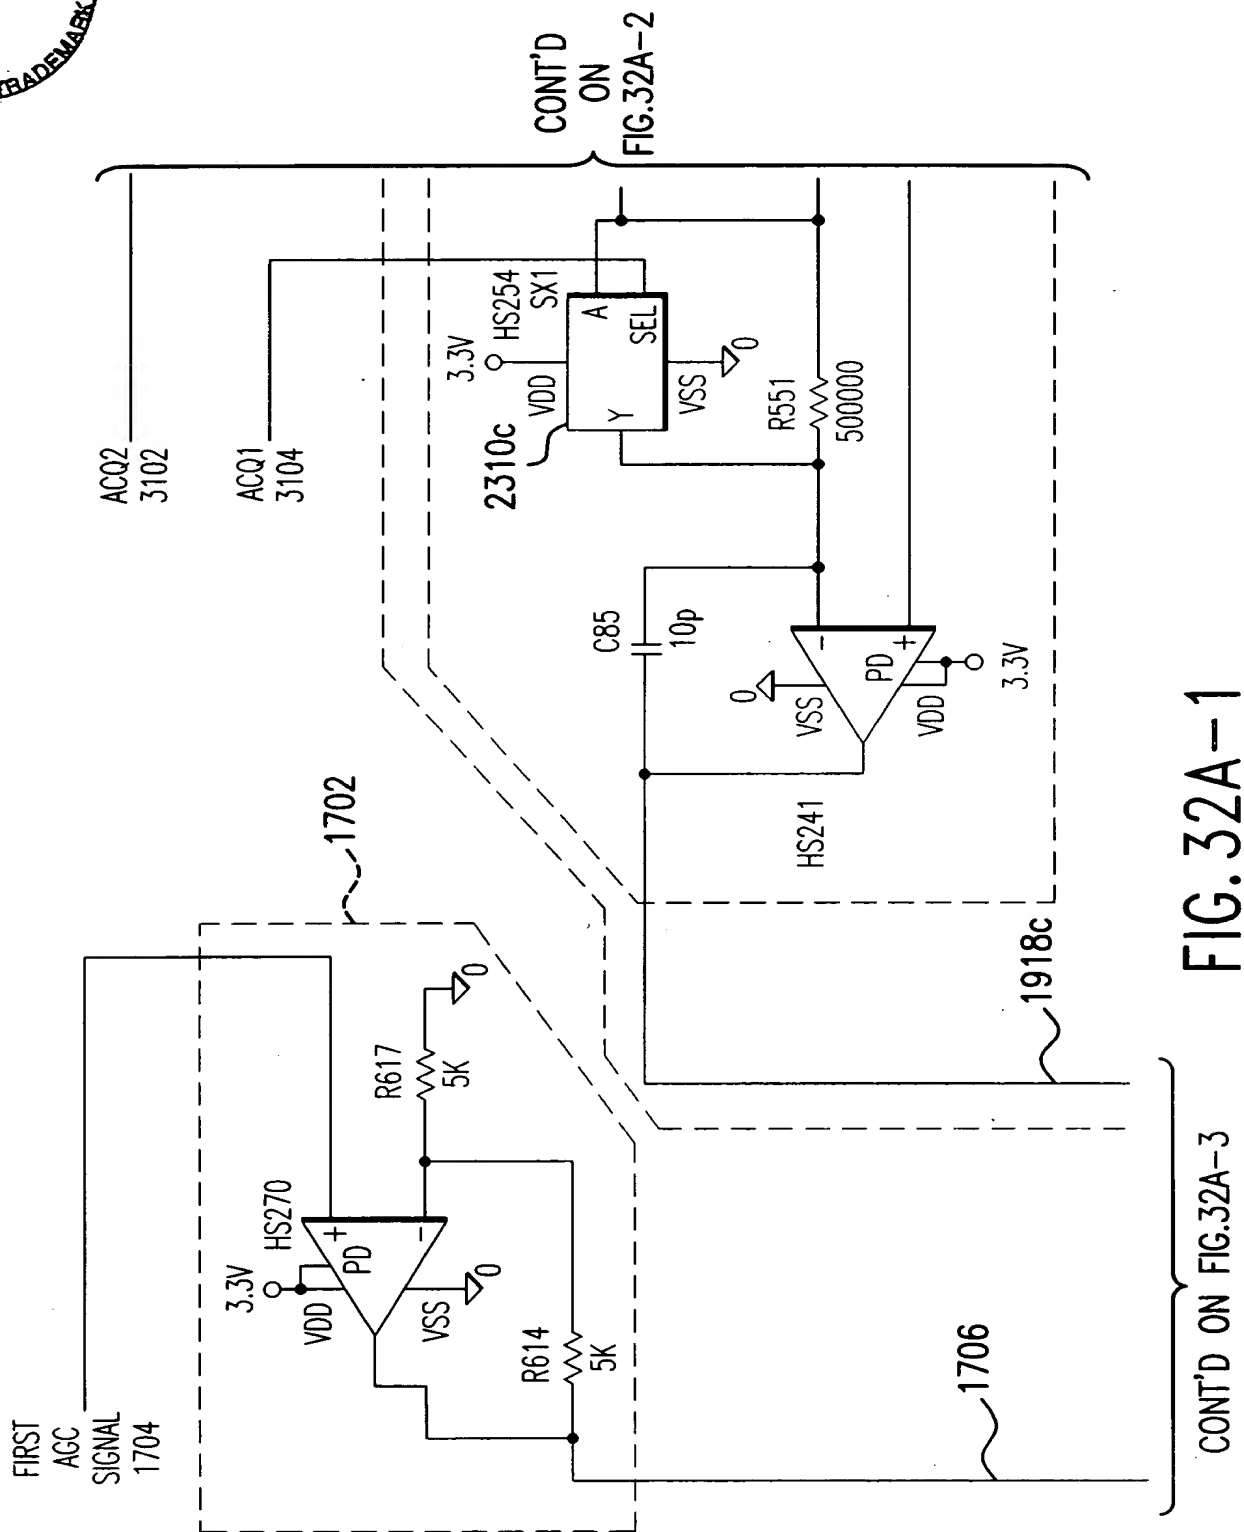 TRADEMARK
FIRST
AGC
SIGNAL
1704
3.3V
VDD
HS270
PD
+
-
VSS
0
R617
5K
0
R614
5K
1702
1706
ACQ2
3102
ACQ1
3104
3.3V
VDD
HS254
SX1
A
SEL
Y
VSS
0
2310c
R551
500000
C85
10p
0
VSS
-
+
PD
VDD
3.3V
HS241
1918c
CONT'D
ON
FIG.32A-2
CONT'D ON FIG.32A-3
FIG.32A-1